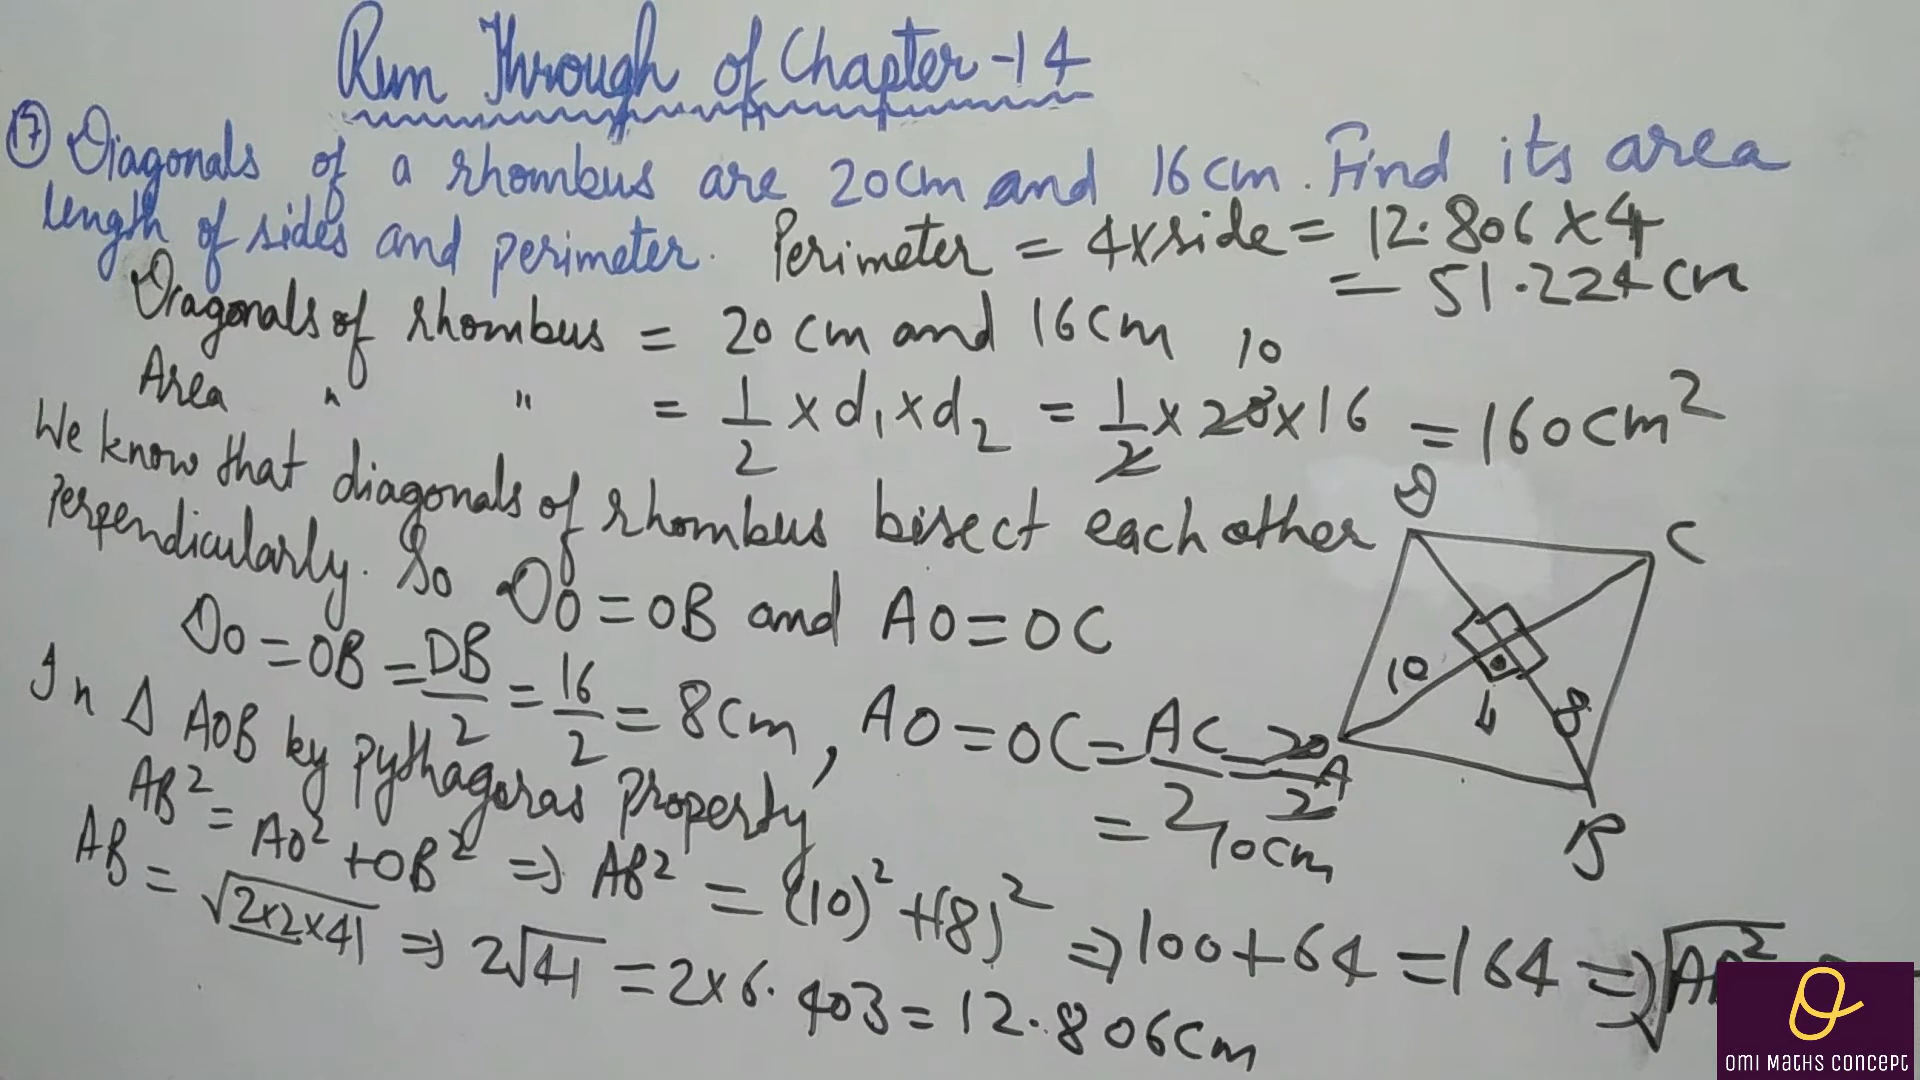 Run Through of Chapter-14
17 Diagonals of a rhombus are 20cm and 16cm. Find its area
length of sides and perimeter.
Perimeter = 4×side = 12.806×4
= 51.224cm
Diagonals of rhombus = 20 cm and 16cm
Area " " = 1/2 × d₁ × d₂ = 1/2 × 20 × 16 = 160cm²
10
We know that diagonals of rhombus bisect each other
perpendicularly. So DO = OB and AO = OC
DO = OB = DB/2 = 16/2 = 8cm, AO = OC = AC/2 = 20/2
= 10cm
In Δ AOB by pythagoras property
AB² = AO² + OB² ⇒ AB² = (10)² + (8)² ⇒ 100+64 = 164 ⇒ √AB²
AB = √2×2×41 ⇒ 2√41 = 2×6.403 = 12.806cm
D
C
10
8
A
B
OMI MATHS CONCEPT